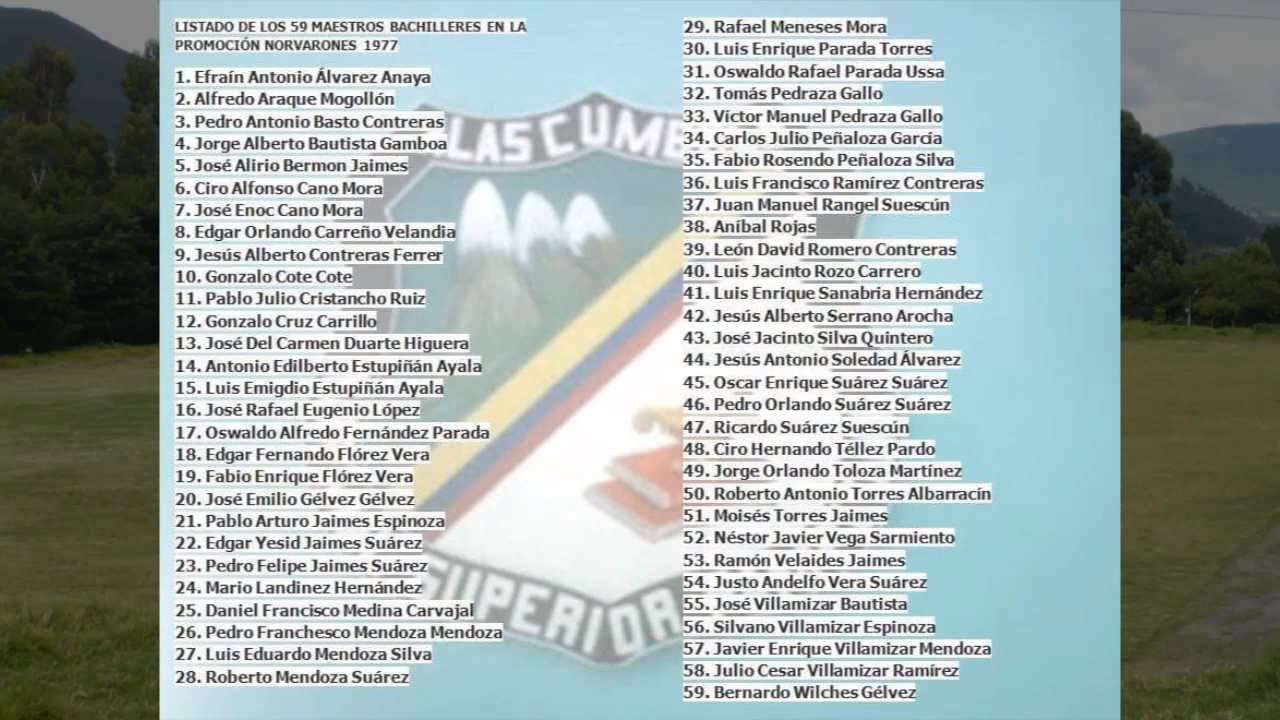 LISTADO DE LOS 59 MAESTROS BACHILLERES EN LA
PROMOCIÓN NORVARONES 1977
1. Efraín Antonio Álvarez Anaya
2. Alfredo Araque Mogollón
3. Pedro Antonio Basto Contreras
4. Jorge Alberto Bautista Gamboa
5. José Alirio Bermon Jaimes
6. Ciro Alfonso Cano Mora
7. José Enoc Cano Mora
8. Edgar Orlando Carreño Velandia
9. Jesús Alberto Contreras Ferrer
10. Gonzalo Cote Cote
11. Pablo Julio Cristancho Ruiz
12. Gonzalo Cruz Carrillo
13. José Del Carmen Duarte Higuera
14. Antonio Edilberto Estupiñán Ayala
15. Luis Emigdio Estupiñán Ayala
16. José Rafael Eugenio López
17. Oswaldo Alfredo Fernández Parada
18. Edgar Fernando Flórez Vera
19. Fabio Enrique Flórez Vera
20. José Emilio Gélvez Gélvez
21. Pablo Arturo Jaimes Espinoza
22. Edgar Yesid Jaimes Suárez
23. Pedro Felipe Jaimes Suárez
24. Mario Landinez Hernández
25. Daniel Francisco Medina Carvajal
26. Pedro Franchesco Mendoza Mendoza
27. Luis Eduardo Mendoza Silva
28. Roberto Mendoza Suárez
29. Rafael Meneses Mora
30. Luis Enrique Parada Torres
31. Oswaldo Rafael Parada Ussa
32. Tomás Pedraza Gallo
33. Víctor Manuel Pedraza Gallo
34. Carlos Julio Peñaloza García
35. Fabio Rosendo Peñaloza Silva
36. Luis Francisco Ramírez Contreras
37. Juan Manuel Rangel Suescún
38. Aníbal Rojas
39. León David Romero Contreras
40. Luis Jacinto Rozo Carrero
41. Luis Enrique Sanabria Hernández
42. Jesús Alberto Serrano Arocha
43. José Jacinto Silva Quintero
44. Jesús Antonio Soledad Álvarez
45. Oscar Enrique Suárez Suárez
46. Pedro Orlando Suárez Suárez
47. Ricardo Suárez Suescún
48. Ciro Hernando Téllez Pardo
49. Jorge Orlando Toloza Martínez
50. Roberto Antonio Torres Albarracín
51. Moisés Torres Jaimes
52. Néstor Javier Vega Sarmiento
53. Ramón Velaides Jaimes
54. Justo Andelfo Vera Suárez
55. José Villamizar Bautista
56. Silvano Villamizar Espinoza
57. Javier Enrique Villamizar Mendoza
58. Julio Cesar Villamizar Ramírez
59. Bernardo Wilches Gélvez
LAS CUMB
SUPERIOR